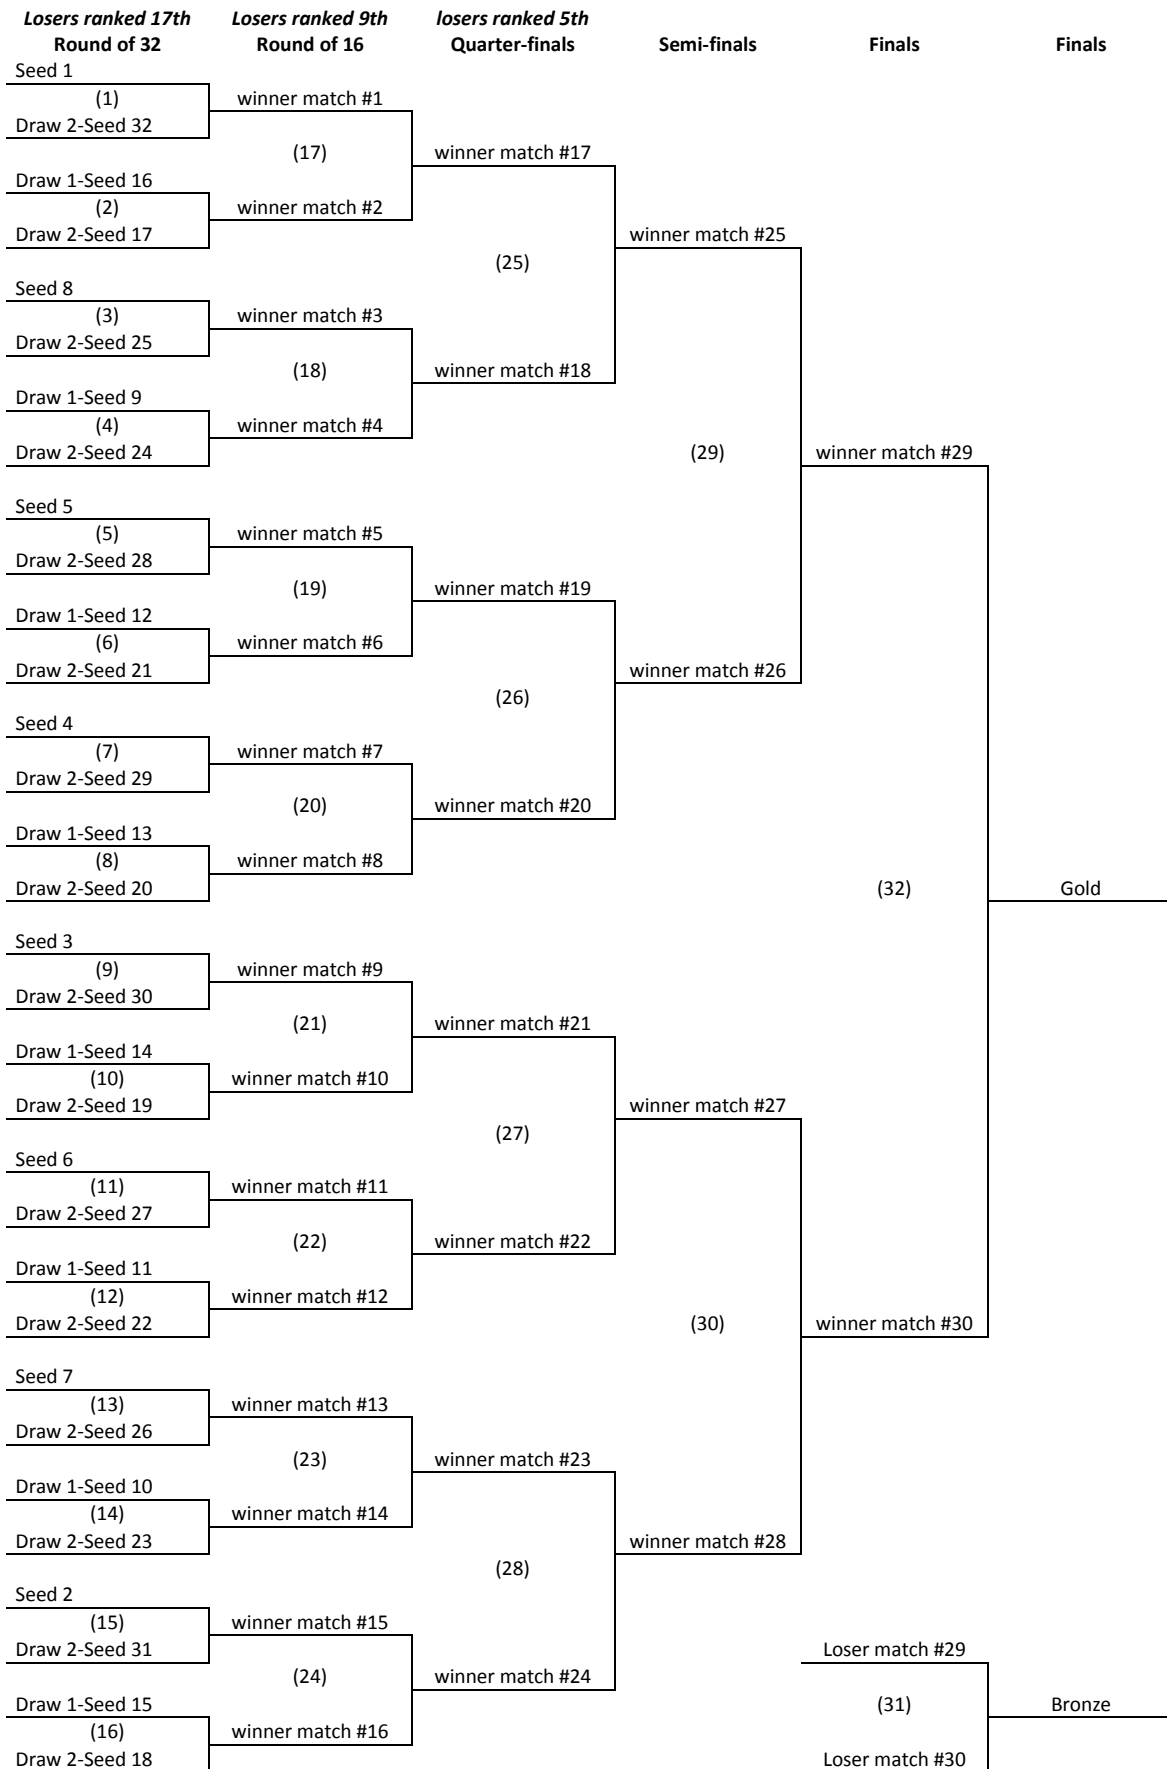 Losers ranked 17th Losers ranked 9th losers ranked 5th
Round of 32 Round of 16 Quarter-finals Semi-finals Finals Finals
Seed 1
(1) winner match #1
Draw 2-Seed 32
(17) winner match #17
Draw 1-Seed 16
(2) winner match #2
Draw 2-Seed 17 winner match #25
(25)
Seed 8
(3) winner match #3
Draw 2-Seed 25
(18) winner match #18
Draw 1-Seed 9
(4) winner match #4
Draw 2-Seed 24 (29) winner match #29
Seed 5
(5) winner match #5
Draw 2-Seed 28
(19) winner match #19
Draw 1-Seed 12
(6) winner match #6
Draw 2-Seed 21 winner match #26
(26)
Seed 4
(7) winner match #7
Draw 2-Seed 29
(20) winner match #20
Draw 1-Seed 13
(8) winner match #8
Draw 2-Seed 20 (32) Gold
Seed 3
(9) winner match #9
Draw 2-Seed 30
(21) winner match #21
Draw 1-Seed 14
(10) winner match #10
Draw 2-Seed 19 winner match #27
(27)
Seed 6
(11) winner match #11
Draw 2-Seed 27
(22) winner match #22
Draw 1-Seed 11
(12) winner match #12
Draw 2-Seed 22 (30) winner match #30
Seed 7
(13) winner match #13
Draw 2-Seed 26
(23) winner match #23
Draw 1-Seed 10
(14) winner match #14
Draw 2-Seed 23 winner match #28
(28)
Seed 2
(15) winner match #15
Draw 2-Seed 31 Loser match #29
(24) winner match #24
Draw 1-Seed 15 (31) Bronze
(16) winner match #16
Draw 2-Seed 18 Loser match #30